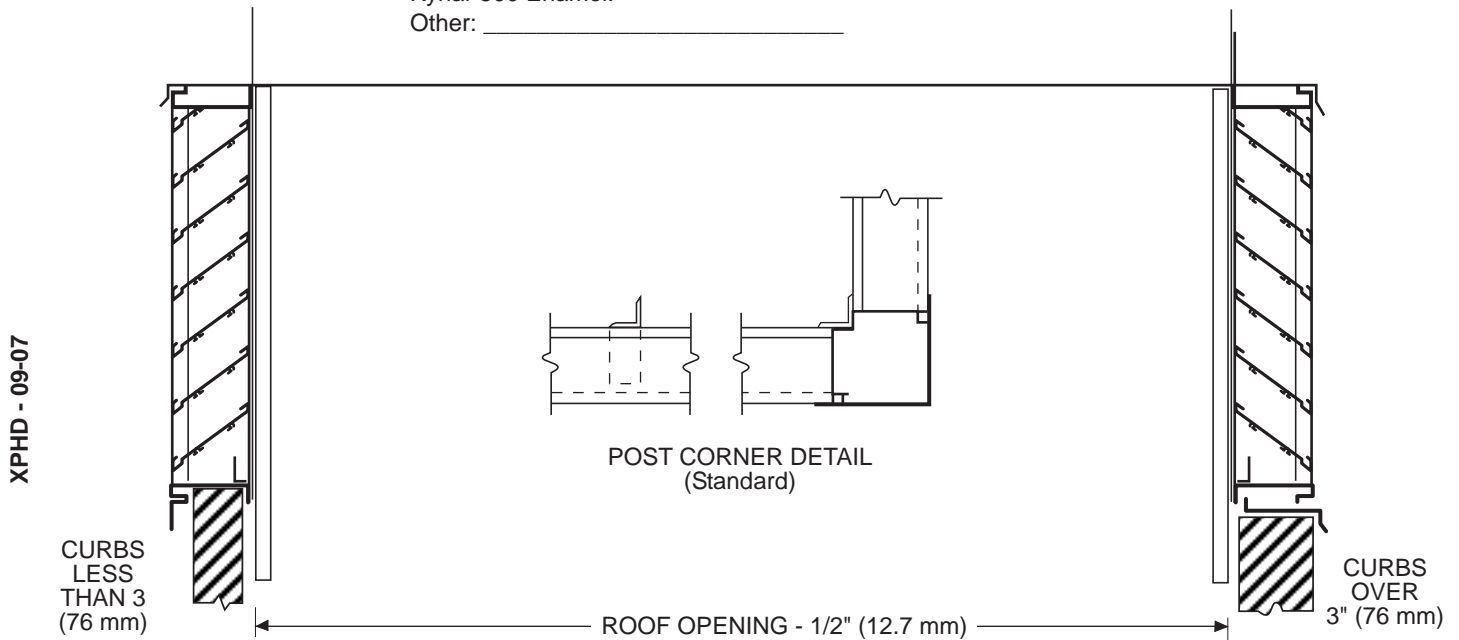 Other: ______________________________
XPHD - 09-07
POST CORNER DETAIL
(Standard)
CURBS
LESS
THAN 3
(76 mm)
CURBS
OVER
3" (76 mm)
ROOF OPENING - 1/2" (12.7 mm)